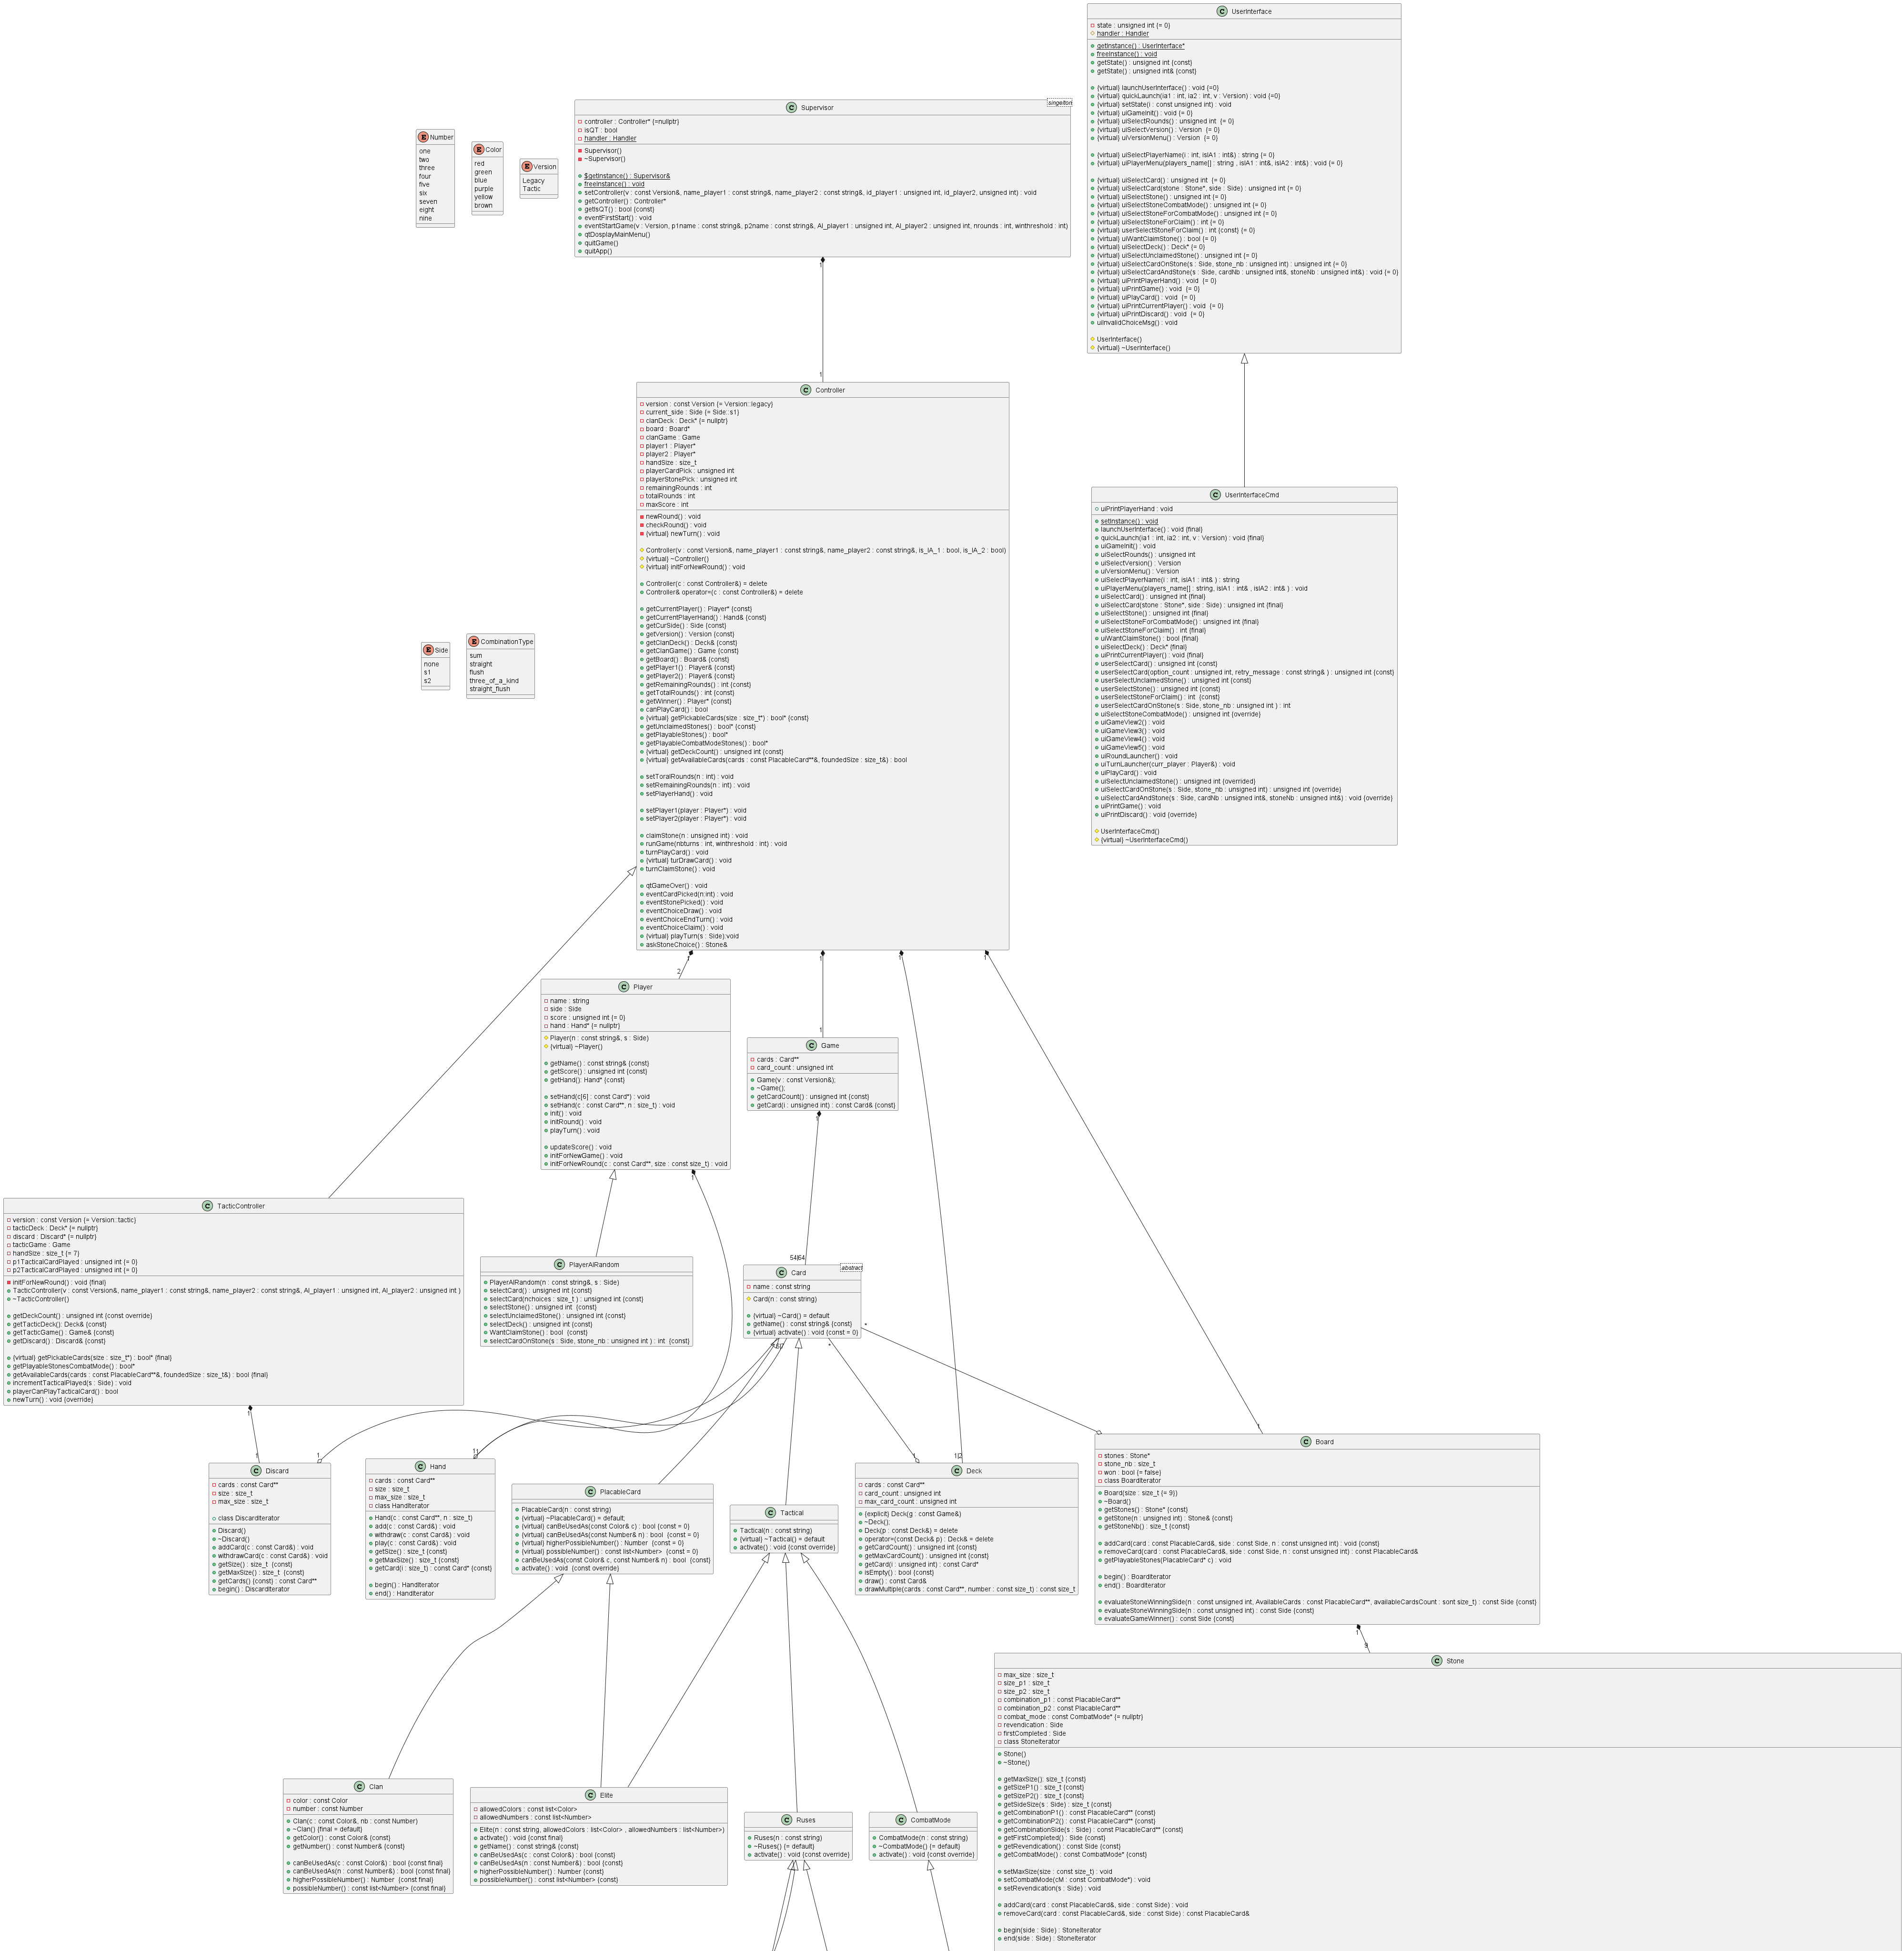 UserInterface
state : unsigned int {= 0}
handler : Handler
getInstance() : UserInterface*
freeInstance() : void
getState() : unsigned int {const}
getState() : unsigned int& {const}
{virtual} launchUserInterface() : void {=0}
{virtual} quickLaunch(ia1 : int, ia2 : int, v : Version) : void {=0}
{virtual} setState(i : const unsigned int) : void
{virtual} uiGameInit() : void {= 0}
{virtual} uiSelectRounds() : unsigned int {= 0}
{virtual} uiSelectVersion() : Version {= 0}
{virtual} uiVersionMenu() : Version {= 0}
{virtual} uiSelectPlayerName(i : int, isIA1 : int&) : string {= 0}
{virtual} uiPlayerMenu(players_name[] : string , isIA1 : int&, isIA2 : int&) : void {= 0}
{virtual} uiSelectCard() : unsigned int {= 0}
{virtual} uiSelectCard(stone : Stone*, side : Side) : unsigned int {= 0}
{virtual} uiSelectStone() : unsigned int {= 0}
{virtual} uiSelectStoneCombatMode() : unsigned int {= 0}
{virtual} uiSelectStoneForCombatMode() : unsigned int {= 0}
{virtual} uiSelectStoneForClaim() : int {= 0}
{virtual} userSelectStoneForClaim() : int {const} {= 0}
{virtual} uiWantClaimStone() : bool {= 0}
{virtual} uiSelectDeck() : Deck* {= 0}
{virtual} uiSelectUnclaimedStone() : unsigned int {= 0}
{virtual} uiSelectCardOnStone(s : Side, stone_nb : unsigned int) : unsigned int {= 0}
{virtual} uiSelectCardAndStone(s : Side, cardNb : unsigned int&, stoneNb : unsigned int&) : void {= 0}
{virtual} uiPrintPlayerHand() : void {= 0}
{virtual} uiPrintGame() : void {= 0}
{virtual} uiPlayCard() : void {= 0}
{virtual} uiPrintCurrentPlayer() : void {= 0}
{virtual} uiPrintDiscard() : void {= 0}
uiInvalidChoiceMsg() : void
UserInterface()
{virtual} ~UserInterface()
Supervisor
singelton
controller : Controller* {=nullptr}
isQT : bool
handler : Handler
Supervisor()
~Supervisor()
$getInstance() : Supervisor&
freeInstance() : void
setController(v : const Version&, name_player1 : const string&, name_player2 : const string&, id_player1 : unsigned int, id_player2, unsigned int) : void
getController() : Controller*
getIsQT() : bool {const}
eventFirstStart() : void
eventStartGame(v : Version, p1name : const string&, p2name : const string&, AI_player1 : unsigned int, AI_player2 : unsigned int, nrounds : int, winthreshold : int)
qtDosplayMainMenu()
quitGame()
quitApp()
1
1
Number
one
two
three
four
five
six
seven
eight
nine
Color
red
green
blue
purple
yellow
brown
Version
Legacy
Tactic
Side
none
s1
s2
CombinationType
sum
straight
flush
three_of_a_kind
straight_flush
Controller
version : const Version {= Version::legacy}
current_side : Side {= Side::s1}
clanDeck : Deck* {= nullptr}
board : Board*
clanGame : Game
player1 : Player*
player2 : Player*
handSize : size_t
playerCardPick : unsigned int
playerStonePick : unsigned int
remainingRounds : int
totalRounds : int
maxScore : int
newRound() : void
checkRound() : void
{virtual} newTurn() : void
Controller(v : const Version&, name_player1 : const string&, name_player2 : const string&, is_IA_1 : bool, is_IA_2 : bool)
{virtual} ~Controller()
{virtual} initForNewRound() : void
Controller(c : const Controller&) = delete
Controller& operator=(c : const Controller&) = delete
getCurrentPlayer() : Player* {const}
getCurrentPlayerHand() : Hand& {const}
getCurSide() : Side {const}
getVersion() : Version {const}
getClanDeck() : Deck& {const}
getClanGame() : Game {const}
getBoard() : Board& {const}
getPlayer1() : Player& {const}
getPlayer2() : Player& {const}
getRemainingRounds() : int {const}
getTotalRounds() : int {const}
getWinner() : Player* {const}
canPlayCard() : bool
{virtual} getPickableCards(size : size_t*) : bool* {const}
getUnclaimedStones() : bool* {const}
getPlayableStones() : bool*
getPlayableCombatModeStones() : bool*
{virtual} getDeckCount() : unsigned int {const}
{virtual} getAvailableCards(cards : const PlacableCard**&, foundedSize : size_t&) : bool
setToralRounds(n : int) : void
setRemainingRounds(n : int) : void
setPlayerHand() : void
setPlayer1(player : Player*) : void
setPlayer2(player : Player*) : void
claimStone(n : unsigned int) : void
runGame(nbturns : int, winthreshold : int) : void
turnPlayCard() : void
{virtual} turDrawCard() : void
turnClaimStone() : void
qtGameOver() : void
eventCardPicked(n:int) : void
eventStonePicked() : void
eventChoiceDraw() : void
eventChoiceEndTurn() : void
eventChoiceClaim() : void
{virtual} playTurn(s : Side):void
askStoneChoice() : Stone&
UserInterfaceCmd
uiPrintPlayerHand : void
setInstance() : void
launchUserInterface() : void {final}
quickLaunch(ia1 : int, ia2 : int, v : Version) : void {final}
uiGameInit() : void
uiSelectRounds() : unsigned int
uiSelectVersion() : Version
uiVersionMenu() : Version
uiSelectPlayerName(i : int, isIA1 : int& ) : string
uiPlayerMenu(players_name[] : string, isIA1 : int& , isIA2 : int& ) : void
uiSelectCard() : unsigned int {final}
uiSelectCard(stone : Stone*, side : Side) : unsigned int {final}
uiSelectStone() : unsigned int {final}
uiSelectStoneForCombatMode() : unsigned int {final}
uiSelectStoneForClaim() : int {final}
uiWantClaimStone() : bool {final}
uiSelectDeck() : Deck* {final}
uiPrintCurrentPlayer() : void {final}
userSelectCard() : unsigned int {const}
userSelectCard(option_count : unsigned int, retry_message : const string& ) : unsigned int {const}
userSelectUnclaimedStone() : unsigned int {const}
userSelectStone() : unsigned int {const}
userSelectStoneForClaim() : int {const}
userSelectCardOnStone(s : Side, stone_nb : unsigned int ) : int
uiSelectStoneCombatMode() : unsigned int {override}
uiGameView2() : void
uiGameView3() : void
uiGameView4() : void
uiGameView5() : void
uiRoundLauncher() : void
uiTurnLauncher(curr_player : Player&) : void
uiPlayCard() : void
uiSelectUnclaimedStone() : unsigned int {overrided}
uiSelectCardOnStone(s : Side, stone_nb : unsigned int) : unsigned int {override}
uiSelectCardAndStone(s : Side, cardNb : unsigned int&, stoneNb : unsigned int&) : void {override}
uiPrintGame() : void
uiPrintDiscard() : void {override}
UserInterfaceCmd()
{virtual} ~UserInterfaceCmd()
1
2
1
1
1
1
Player
name : string
side : Side
score : unsigned int {= 0}
hand : Hand* {= nullptr}
Player(n : const string&, s : Side)
{virtual} ~Player()
getName() : const string& {const}
getScore() : unsigned int {const}
getHand(): Hand* {const}
setHand(c[6] : const Card*) : void
setHand(c : const Card**, n : size_t) : void
init() : void
initRound() : void
playTurn() : void
updateScore() : void
initForNewGame() : void
initForNewRound(c : const Card**, size : const size_t) : void
1
Game
cards : Card**
card_count : unsigned int
Game(v : const Version&);
~Game();
getCardCount() : unsigned int {const}
getCard(i : unsigned int) : const Card& {const}
1
54|64
TacticController
version : const Version {= Version::tactic}
tacticDeck : Deck* {= nullptr}
discard : Discard* {= nullptr}
tacticGame : Game
handSize : size_t {= 7}
p1TacticalCardPlayed : unsigned int {= 0}
p2TacticalCardPlayed : unsigned int {= 0}
initForNewRound() : void {final}
TacticController(v : const Version&, name_player1 : const string&, name_player2 : const string&, AI_player1 : unsigned int, AI_player2 : unsigned int )
~TacticController()
getDeckCount() : unsigned int {const override}
getTacticDeck(): Deck& {const}
getTacticGame() : Game& {const}
getDiscard() : Discard& {const}
{virtual} getPickableCards(size : size_t*) : bool* {final}
getPlayableStonesCombatMode() : bool*
getAvailableCards(cards : const PlacableCard**&, foundedSize : size_t&) : bool {final}
incrementTacticalPlayed(s : Side) : void
playerCanPlayTacticalCard() : bool
newTurn() : void {override}
1
1
PlayerAIRandom
PlayerAIRandom(n : const string&, s : Side)
selectCard() : unsigned int {const}
selectCard(nchoices : size_t ) : unsigned int {const}
selectStone() : unsigned int {const}
selectUnclaimedStone() : unsigned int {const}
selectDeck() : unsigned int {const}
WantClaimStone() : bool {const}
selectCardOnStone(s : Side, stone_nb : unsigned int ) : int {const}
Card
abstract
name : const string
Card(n : const string)
{virtual} ~Card() = default
getName() : const string& {const}
{virtual} activate() : void {const = 0}
*
*
1
1
1
1
1
Discard
cards : const Card**
size : size_t
max_size : size_t
class DiscardIterator
Discard()
~Discard()
addCard(c : const Card&) : void
withdrawCard(c : const Card&) : void
getSize() : size_t {const}
getMaxSize() : size_t {const}
getCards() {const} : const Card**
begin() : DiscardIterator
Hand
cards : const Card**
size : size_t
max_size : size_t
class HandIterator
Hand(c : const Card**, n : size_t)
add(c : const Card&) : void
withdraw(c : const Card&) : void
play(c : const Card&) : void
getSize() : size_t {const}
getMaxSize() : size_t {const}
getCard(i : size_t) : const Card* {const}
begin() : HandIterator
end() : HandIterator
PlacableCard
PlacableCard(n : const string)
{virtual} ~PlacableCard() = default;
{virtual} canBeUsedAs(const Color& c) : bool {const = 0}
{virtual} canBeUsedAs(const Number& n) : bool {const = 0}
{virtual} higherPossibleNumber() : Number {const = 0}
{virtual} possibleNumber() : const list<Number> {const = 0}
canBeUsedAs(const Color& c, const Number& n) : bool {const}
activate() : void {const override}
Tactical
Tactical(n : const string)
{virtual} ~Tactical() = default
activate() : void {const override}
Deck
cards : const Card**
card_count : unsigned int
max_card_count : unsigned int
{explicit} Deck(g : const Game&)
~Deck();
Deck(p : const Deck&) = delete
operator=(const Deck& p) : Deck& = delete
getCardCount() : unsigned int {const}
getMaxCardCount() : unsigned int {const}
getCard(i : unsigned int) : const Card*
isEmpty() : bool {const}
draw() : const Card&
drawMultiple(cards : const Card**, number : const size_t) : const size_t
Board
stones : Stone*
stone_nb : size_t
won : bool {= false}
class BoardIterator
Board(size : size_t {= 9})
~Board()
getStones() : Stone* {const}
getStone(n : unsigned int) : Stone& {const}
getStoneNb() : size_t {const}
addCard(card : const PlacableCard&, side : const Side, n : const unsigned int) : void {const}
removeCard(card : const PlacableCard&, side : const Side, n : const unsigned int) : const PlacableCard&
getPlayableStones(PlacableCard* c) : void
begin() : BoardIterator
end() : BoardIterator
evaluateStoneWinningSide(n : const unsigned int, AvailableCards : const PlacableCard**, availableCardsCount : sont size_t) : const Side {const}
evaluateStoneWinningSide(n : const unsigned int) : const Side {const}
evaluateGameWinner() : const Side {const}
1
9
Stone
max_size : size_t
size_p1 : size_t
size_p2 : size_t
combination_p1 : const PlacableCard**
combination_p2 : const PlacableCard**
combat_mode : const CombatMode* {= nullptr}
revendication : Side
firstCompleted : Side
class StoneIterator
Stone()
~Stone()
getMaxSize(): size_t {const}
getSizeP1() : size_t {const}
getSizeP2() : size_t {const}
getSideSize(s : Side) : size_t {const}
getCombinationP1() : const PlacableCard** {const}
getCombinationP2() : const PlacableCard** {const}
getCombinationSide(s : Side) : const PlacableCard** {const}
getFirstCompleted() : Side {const}
getRevendication() : const Side {const}
getCombatMode() : const CombatMode* {const}
setMaxSize(size : const size_t) : void
setCombatMode(cM : const CombatMode*) : void
setRevendication(s : Side) : void
addCard(card : const PlacableCard&, side : const Side) : void
removeCard(card : const PlacableCard&, side : const Side) : const PlacableCard&
begin(side : Side) : StoneIterator
end(side : Side) : StoneIterator
Clan
color : const Color
number : const Number
Clan(c : const Color&, nb : const Number)
~Clan() {final = default}
getColor() : const Color& {const}
getNumber() : const Number& {const}
canBeUsedAs(c : const Color&) : bool {const final}
canBeUsedAs(n : const Number&) : bool {const final}
higherPossibleNumber() : Number {const final}
possibleNumber() : const list<Number> {const final}
Elite
allowedColors : const list<Color>
allowedNumbers : const list<Number>
Elite(n : const string, allowedColors : list<Color> , allowedNumbers : list<Number>)
activate() : void {const final}
getName() : const string& {const}
canBeUsedAs(c : const Color&) : bool {const}
canBeUsedAs(n : const Number&) : bool {const}
higherPossibleNumber() : Number {const}
possibleNumber() : const list<Number> {const}
Ruses
Ruses(n : const string)
~Ruses() {= default}
activate() : void {const override}
CombatMode
CombatMode(n : const string)
~CombatMode() {= default}
activate() : void {const override}